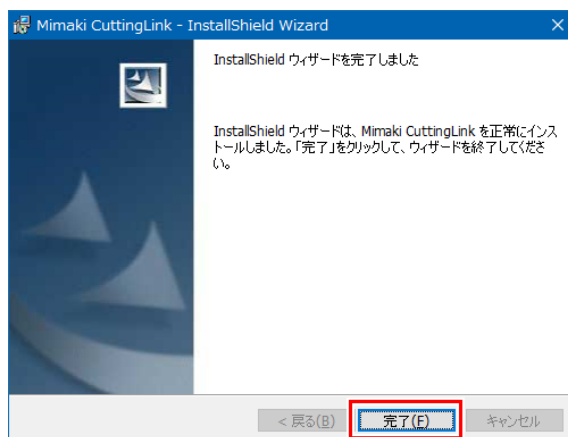 Mimaki CuttingLink - InstallShield Wizard
InstallShield ウィザードを完了しました
InstallShield ウィザードは、Mimaki CuttingLink を正常にインス
トールしました。「完了」をクリックして、ウィザードを終了してくださ
い。
< 戻る(B)
完了(F)
キャンセル